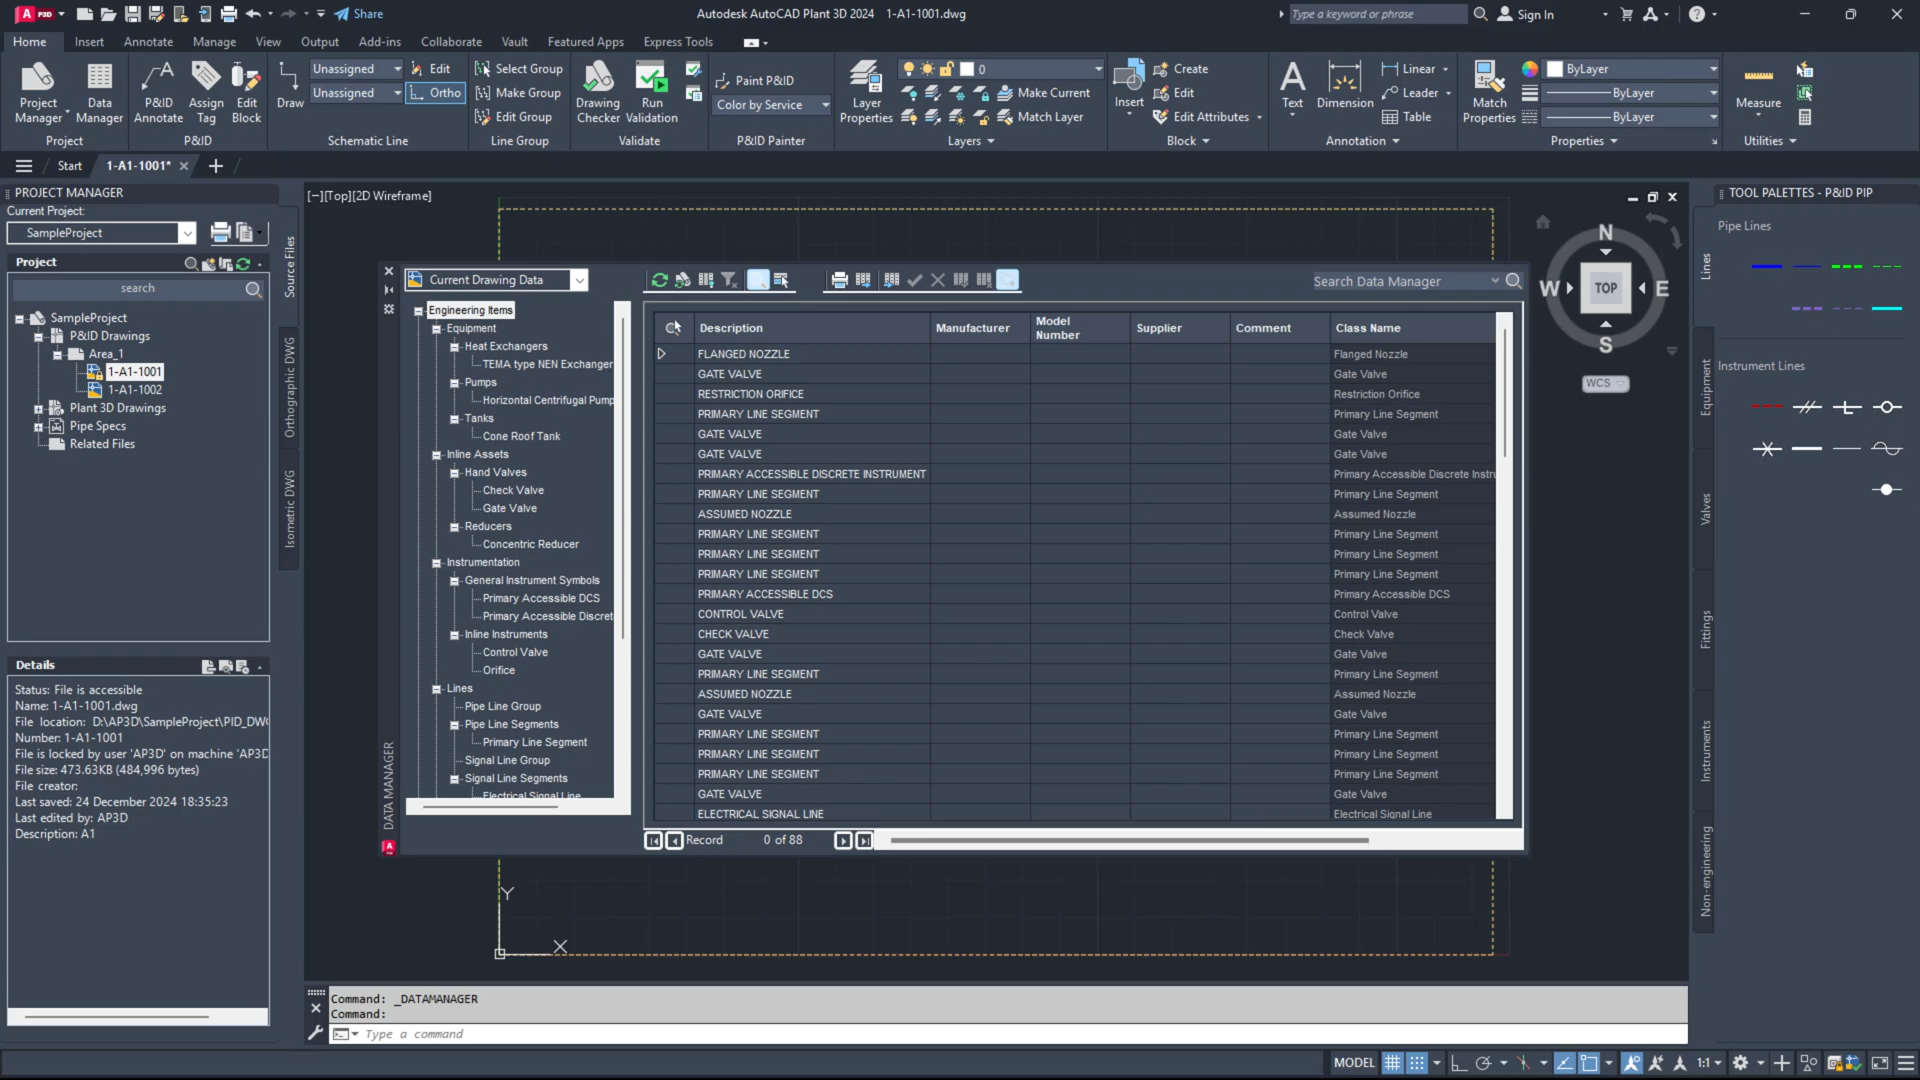 P3D
Share
Autodesk AutoCAD Plant 3D 2024   1-A1-1001.dwg
Type a keyword or phrase
Sign In
Home Insert Annotate Manage View Output Add-ins Collaborate Vault Featured Apps Express Tools
Project Manager
Data Manager
Project
P&ID Annotate
Assign Tag
Edit Block
P&ID
Draw
Unassigned
Unassigned
Edit
Ortho
Schematic Line
Select Group
Make Group
Edit Group
Line Group
Drawing Checker
Run Validation
Validate
Paint P&ID
Color by Service
P&ID Painter
Layer Properties
0
Make Current
Match Layer
Layers
Insert
Create
Edit
Edit Attributes
Block
Text
Dimension
Linear
Leader
Table
Annotation
Match Properties
ByLayer
ByLayer
ByLayer
Properties
Measure
Utilities
Start
1-A1-1001*
PROJECT MANAGER
Current Project:
SampleProject
Project
search
SampleProject
P&ID Drawings
Area_1
1-A1-1001
1-A1-1002
Plant 3D Drawings
Pipe Specs
Related Files
Source Files
Orthographic DWG
Isometric DWG
Details
Status: File is accessible
Name: 1-A1-1001.dwg
File location: D:\AP3D\SampleProject\PID_DW
Number: 1-A1-1001
File is locked by user 'AP3D' on machine 'AP3D
File size: 473.63KB (484,996 bytes)
File creator:
Last saved: 24 December 2024 18:35:23
Last edited by: AP3D
Description: A1
[−][Top][2D Wireframe]
Current Drawing Data
Search Data Manager
DATA MANAGER
Engineering Items
Equipment
Heat Exchangers
TEMA type NEN Exchanger
Pumps
Horizontal Centrifugal Pump
Tanks
Cone Roof Tank
Inline Assets
Hand Valves
Check Valve
Gate Valve
Reducers
Concentric Reducer
Instrumentation
General Instrument Symbols
Primary Accessible DCS
Primary Accessible Discret
Inline Instruments
Control Valve
Orifice
Lines
Pipe Line Group
Pipe Line Segments
Primary Line Segment
Signal Line Group
Signal Line Segments
Electrical Signal Line
Description Manufacturer Model Number Supplier Comment Class Name
FLANGED NOZZLE Flanged Nozzle
GATE VALVE Gate Valve
RESTRICTION ORIFICE Restriction Orifice
PRIMARY LINE SEGMENT Primary Line Segment
GATE VALVE Gate Valve
GATE VALVE Gate Valve
PRIMARY ACCESSIBLE DISCRETE INSTRUMENT Primary Accessible Discrete Instru
PRIMARY LINE SEGMENT Primary Line Segment
ASSUMED NOZZLE Assumed Nozzle
PRIMARY LINE SEGMENT Primary Line Segment
PRIMARY LINE SEGMENT Primary Line Segment
PRIMARY LINE SEGMENT Primary Line Segment
PRIMARY ACCESSIBLE DCS Primary Accessible DCS
CONTROL VALVE Control Valve
CHECK VALVE Check Valve
GATE VALVE Gate Valve
PRIMARY LINE SEGMENT Primary Line Segment
ASSUMED NOZZLE Assumed Nozzle
GATE VALVE Gate Valve
PRIMARY LINE SEGMENT Primary Line Segment
PRIMARY LINE SEGMENT Primary Line Segment
PRIMARY LINE SEGMENT Primary Line Segment
GATE VALVE Gate Valve
ELECTRICAL SIGNAL LINE Electrical Signal Line
Record 0 of 88
N
W TOP E
S
WCS
TOOL PALETTES - P&ID PIP
Pipe Lines
Instrument Lines
Lines
Equipment
Valves
Fittings
Instruments
Non-engineering
Y
X
Command: _DATAMANAGER
Command:
Type a command
MODEL
1:1